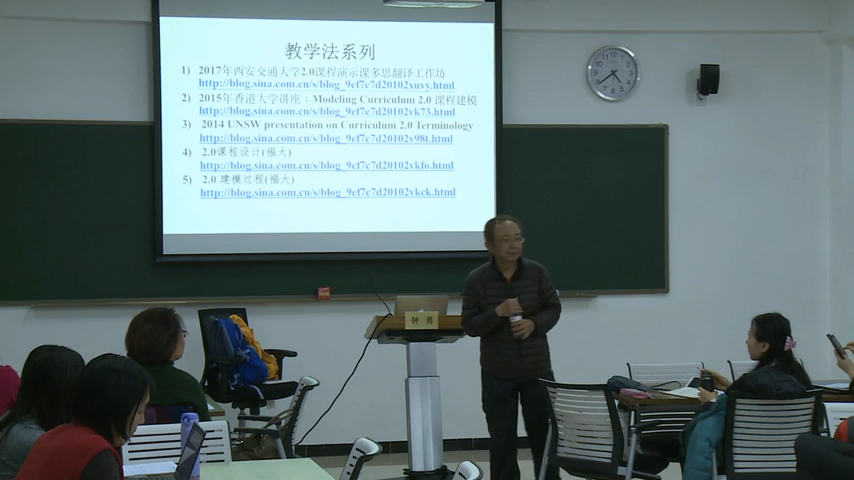 教学法系列
1) 2017年西安交通大学2.0课程演示课多思翻译工作坊
http://blog.sina.com.cn/s/blog_9ef7c7d20102xuvy.html
2) 2015年香港大学讲座：Modeling Curriculum 2.0 课程建模
http://blog.sina.com.cn/s/blog_9ef7c7d20102vk73.html
3) 2014 UNSW presentation on Curriculum 2.0 Terminology
http://blog.sina.com.cn/s/blog_9ef7c7d20102v98t.html
4) 2.0课程设计(福大)
http://blog.sina.com.cn/s/blog_9ef7c7d20102vkfo.html
5) 2.0 建模过程(福大)
http://blog.sina.com.cn/s/blog_9ef7c7d20102vkck.html
钟 勇